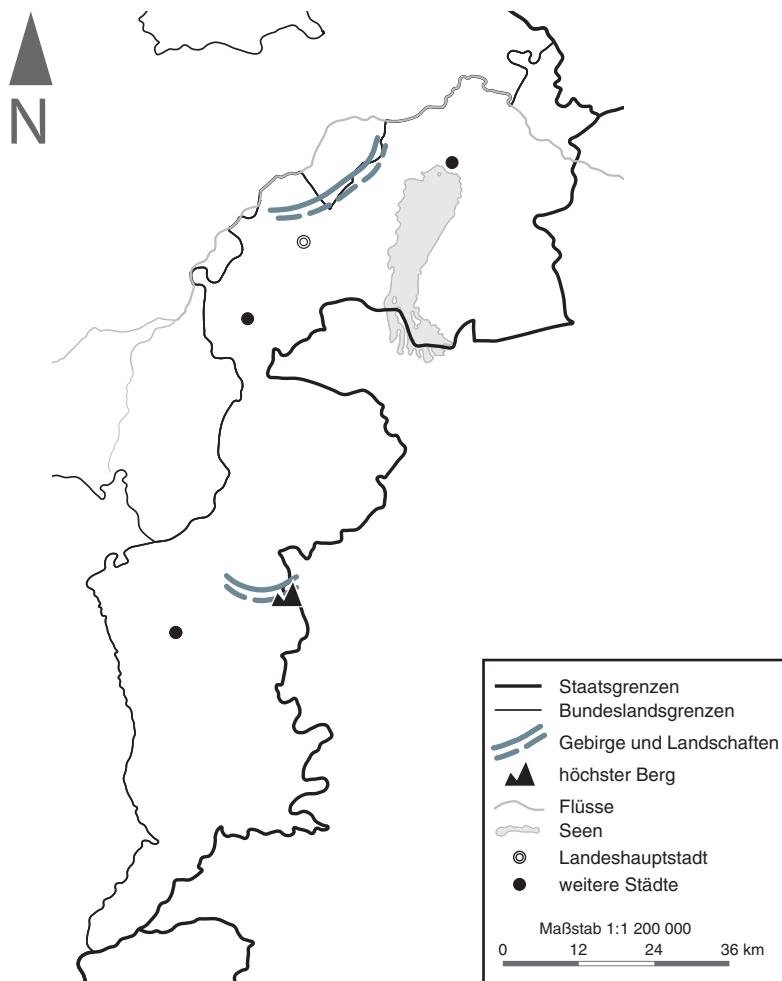 N
Staatsgrenzen
Bundeslandsgrenzen
Gebirge und Landschaften
höchster Berg
Flüsse
Seen
Landeshauptstadt
weitere Städte
Maßstab 1:1 200 000
0 12 24 36 km